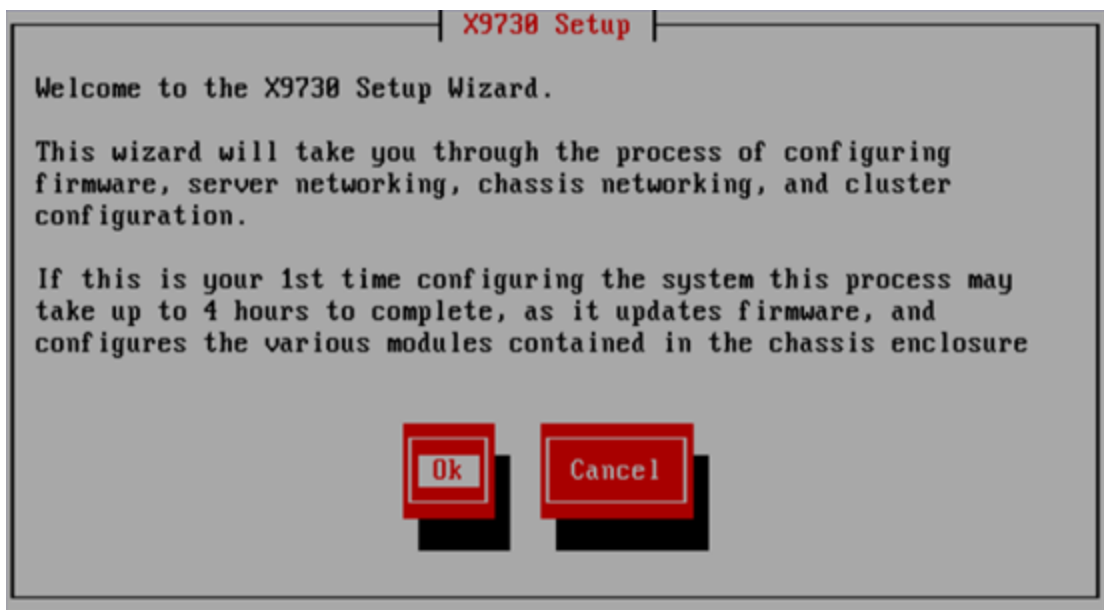 X9730 Setup
Welcome to the X9730 Setup Wizard.
This wizard will take you through the process of configuring
firmware, server networking, chassis networking, and cluster
configuration.
If this is your 1st time configuring the system this process may
take up to 4 hours to complete, as it updates firmware, and
configures the various modules contained in the chassis enclosure
Ok Cancel